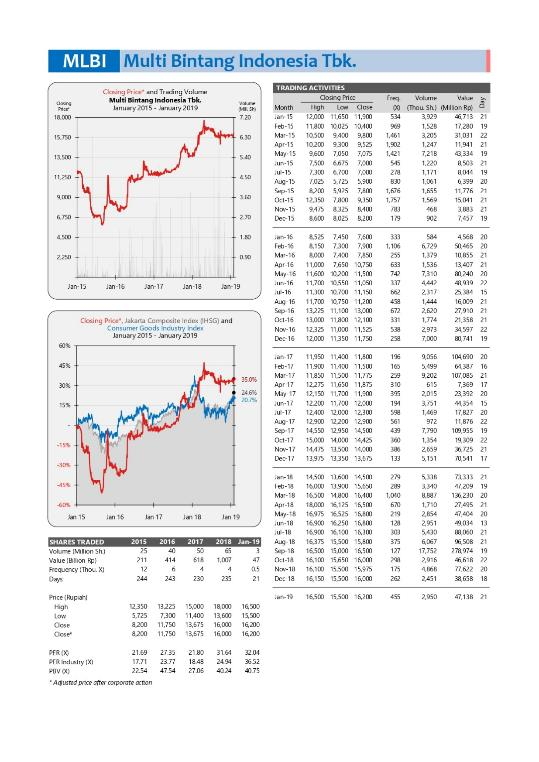 MLBI Multi Bintang Indonesia Tbk.
Closing Price* and Trading Volume
Multi Bintang Indonesia Tbk.
January 2015 - January 2019
Closing Price*
Volume (Mill. Sh)
18,000 7.20
15,750 6.30
13,500 5.40
11,250 4.50
9,000 3.60
6,750 2.70
4,500 1.80
2,250 0.90
Jan-15 Jan-16 Jan-17 Jan-18 Jan-19
Closing Price*, Jakarta Composite Index (IHSG) and
Consumer Goods Industry Index
January 2015 - January 2019
60%
45%
30%
15%
-
-15%
-30%
-45%
-60%
35.0%
24.6%
20.7%
Jan 15 Jan 16 Jan 17 Jan 18 Jan 19
SHARES TRADED 2015 2016 2017 2018 Jan-19
Volume (Million Sh.) 25 40 50 65 3
Value (Billion Rp) 211 414 618 1,007 47
Frequency (Thou. X) 12 6 4 4 0.5
Days 244 243 230 235 21
Price (Rupiah)
High 12,350 13,225 15,000 18,000 16,500
Low 5,725 7,300 11,400 13,600 15,500
Close 8,200 11,750 13,675 16,000 16,200
Close* 8,200 11,750 13,675 16,000 16,200
PER (X) 21.69 27.35 21.80 31.64 32.04
PER Industry (X) 17.71 23.77 18.48 24.94 36.52
PBV (X) 22.54 47.54 27.06 40.24 40.75
* Adjusted price after corporate action
TRADING ACTIVITIES
Closing Price Freq. Volume Value Day
Month High Low Close (X) (Thou. Sh.) (Million Rp)
Jan-15 12,000 11,650 11,900 534 3,929 46,713 21
Feb-15 11,800 10,025 10,400 969 1,528 17,280 19
Mar-15 10,500 9,400 9,800 1,461 3,205 31,031 22
Apr-15 10,200 9,300 9,525 1,902 1,247 11,941 21
May-15 9,600 7,050 7,075 1,421 7,218 43,334 19
Jun-15 7,500 6,675 7,000 545 1,220 8,503 21
Jul-15 7,300 6,700 7,000 278 1,171 8,044 19
Aug-15 7,025 5,725 5,900 830 1,061 6,399 20
Sep-15 8,200 5,925 7,800 1,676 1,655 11,776 21
Oct-15 12,350 7,800 9,350 1,757 1,569 15,041 21
Nov-15 9,475 8,325 8,400 783 468 3,883 21
Dec-15 8,600 8,025 8,200 179 902 7,457 19
Jan-16 8,525 7,450 7,600 333 584 4,568 20
Feb-16 8,150 7,300 7,900 1,106 6,729 50,465 20
Mar-16 8,000 7,400 7,850 255 1,379 10,855 21
Apr-16 11,000 7,650 10,750 633 1,536 13,407 21
May-16 11,600 10,200 11,500 742 7,310 80,240 20
Jun-16 11,700 10,550 11,050 337 4,442 48,939 22
Jul-16 11,300 10,700 11,150 662 2,317 25,384 15
Aug-16 11,700 10,750 11,200 458 1,444 16,009 21
Sep-16 13,225 11,100 13,000 672 2,620 27,910 21
Oct-16 13,000 11,800 12,100 331 1,774 21,358 21
Nov-16 12,325 11,000 11,525 538 2,973 34,597 22
Dec-16 12,000 11,350 11,750 258 7,000 80,741 19
Jan-17 11,950 11,400 11,800 196 9,056 104,690 20
Feb-17 11,900 11,400 11,500 165 5,499 64,387 16
Mar-17 11,850 11,500 11,775 259 9,202 107,085 21
Apr-17 12,275 11,650 11,875 310 615 7,369 17
May-17 12,150 11,700 11,900 395 2,015 23,392 20
Jun-17 12,200 11,700 12,000 194 3,751 44,354 15
Jul-17 12,400 12,000 12,300 598 1,469 17,827 20
Aug-17 12,900 12,200 12,900 561 972 11,876 22
Sep-17 14,550 12,950 14,500 439 7,790 109,955 19
Oct-17 15,000 14,000 14,425 360 1,354 19,309 22
Nov-17 14,475 13,500 14,000 386 2,659 36,725 21
Dec-17 13,975 13,350 13,675 133 5,151 70,541 17
Jan-18 14,500 13,600 14,500 279 5,338 73,333 21
Feb-18 16,000 13,900 15,650 289 3,340 47,209 19
Mar-18 16,500 14,800 16,400 1,040 8,887 136,230 20
Apr-18 18,000 16,125 16,500 670 1,710 27,495 21
May-18 16,975 16,525 16,800 219 2,854 47,404 20
Jun-18 16,900 16,250 16,800 128 2,951 49,034 13
Jul-18 16,900 16,100 16,300 303 5,430 88,060 21
Aug-18 16,375 15,500 15,800 375 6,067 96,508 21
Sep-18 16,500 15,000 16,500 127 17,752 278,974 19
Oct-18 16,100 15,650 16,000 298 2,916 46,618 22
Nov-18 16,100 15,500 15,975 175 4,868 77,622 20
Dec-18 16,150 15,500 16,000 262 2,451 38,658 18
Jan-19 16,500 15,500 16,200 455 2,950 47,138 21